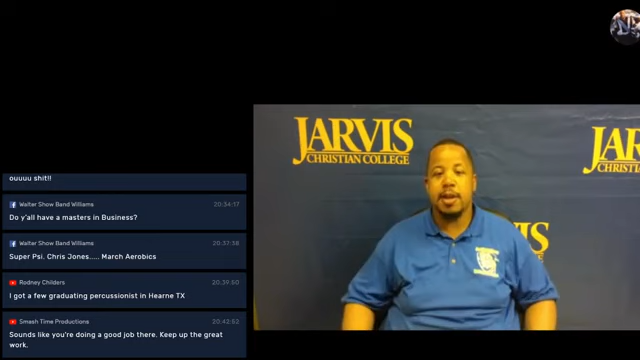 ouuuu shit!!
Walter Show Band Williams 20:34:17
Do y'all have a masters in Business?
Walter Show Band Williams 20:37:38
Super Psi, Chris Jones..... March Aerobics
Rodney Childers 20:39:50
I got a few graduating percussionist in Hearne TX
Smash Time Productions 20:42:52
Sounds like you're doing a good job there. Keep up the great
work.
JARVIS
CHRISTIAN COLLEGE
JARV
CHRISTIAN
IS